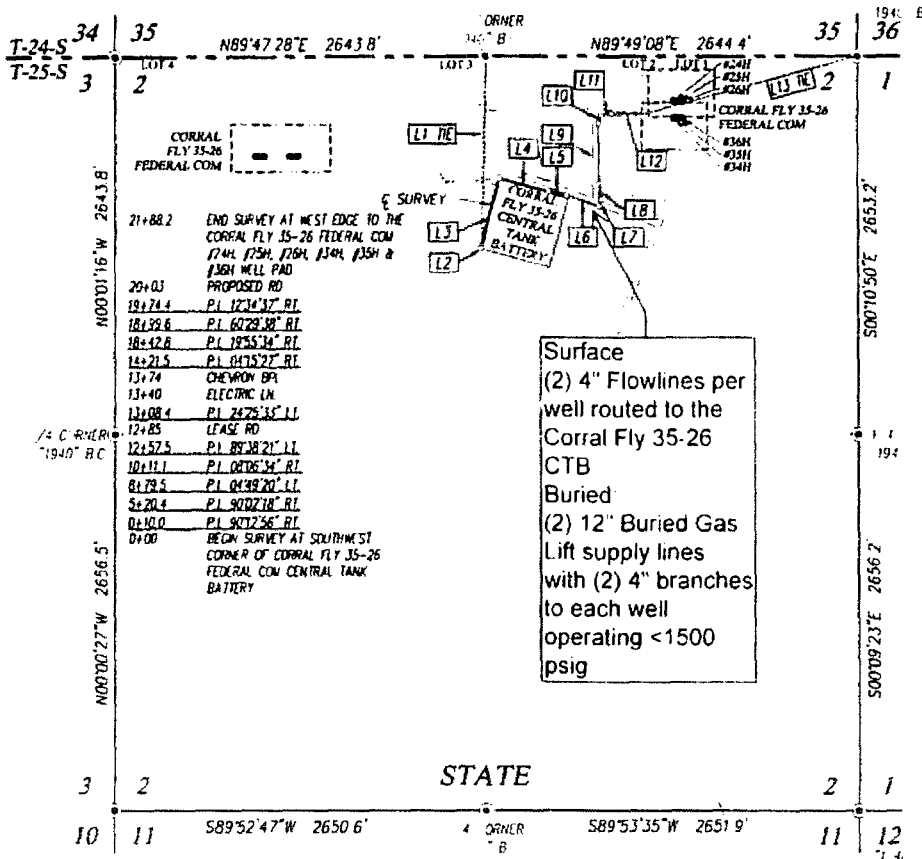 34 35
ORNER
35 36
T-24-S
T-25-S
N89°47'28"E 2643.8'
N89°49'08"E 2644.4'
LOT 4
LOT 3
LOT 2
LOT 1
3 2
2 1
#24H
#25H
#26H
L11
L10
L13 TIE
CORRAL FLY 35-26
FEDERAL COM
#36H
#35H
#34H
L1 TIE
L9
L4
L5
L12
CORRAL
FLY 35-26
FEDERAL COM
₠ SURVEY
CORRAL
FLY 35-26
CENTRAL
TANK
BATTERY
L3
L2
L8
L6
L7
N00°01'16"W 2643.8'
S00°10'50"E 2653.2'
21+88.2 END SURVEY AT WEST EDGE TO THE
CORRAL FLY 35-26 FEDERAL COM
#24H, #25H, #26H, #34H, #35H &
#36H WELL PAD
20+03 PROPOSED RD
19+74.4 P.I. 12°34'37" RT
18+99.6 P.I. 60°29'38" RT
18+42.8 P.I. 19°55'34" RT
14+21.5 P.I. 04°15'27" RT
13+74 CHEVRON BPL
13+40 ELECTRIC LN.
13+08.4 P.I. 24°25'33" LT
12+85 LEASE RD
12+57.5 P.I. 89°38'21" LT
10+11.1 P.I. 08°06'34" RT
8+79.5 P.I. 04°49'20" LT
5+20.4 P.I. 90°02'18" RT
0+10.0 P.I. 90°12'56" RT
0+00 BEGIN SURVEY AT SOUTHWEST
CORNER OF CORRAL FLY 35-26
FEDERAL COM CENTRAL TANK
BATTERY
/4 CORNER
"1940" B.C.
Surface
(2) 4" Flowlines per
well routed to the
Corral Fly 35-26
CTB
Buried
(2) 12" Buried Gas
Lift supply lines
with (2) 4" branches
to each well
operating <1500
psig
N00°00'27"W 2656.5'
S00°09'23"E 2656.2'
STATE
3 2
2 1
10 11
S89°52'47"W 2650.6'
S89°53'35"W 2651.9'
11 12